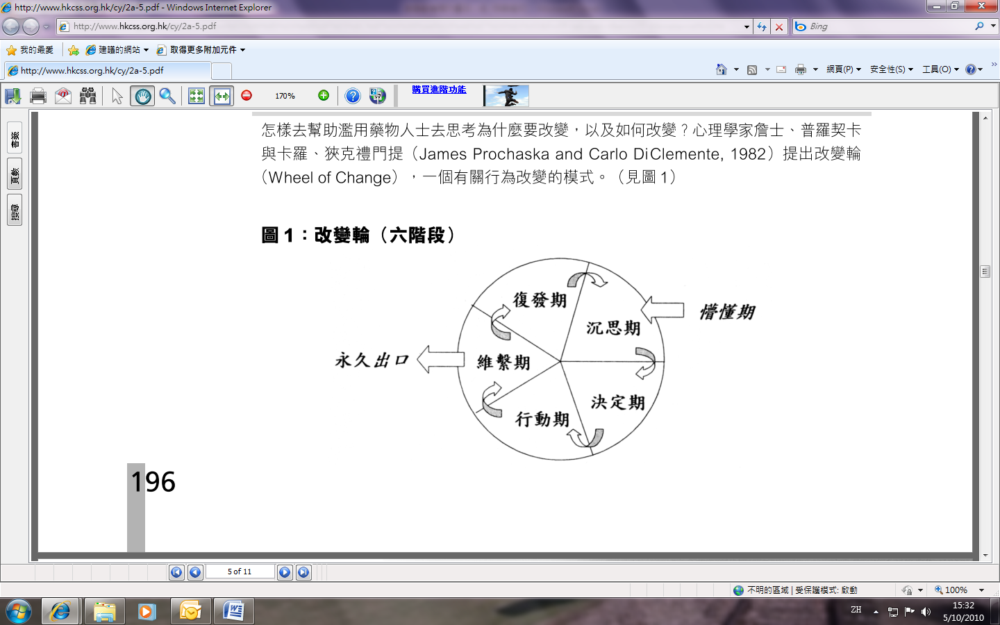 http://www.hkcss.org.hk/cy/2a-5.pdf - Windows Internet Explorer
http://www.hkcss.org.hk/cy/2a-5.pdf
Bing
我的最愛
建議的網站
取得更多附加元件
http://www.hkcss.org.hk/cy/2a-5.pdf
網頁(P)
安全性(S)
工具(O)
»
170%
購買進階功能
書籤
頁數
搜尋
怎樣去幫助濫用藥物人士去思考為什麼要改變，以及如何改變？心理學家詹士、普羅契卡
與卡羅、狹克禮門提（James Prochaska and Carlo DiClemente, 1982）提出改變輪
（Wheel of Change），一個有關行為改變的模式。（見圖 1）
圖 1：改變輪（六階段）
復發期
懵懂期
沉思期
永久出口
維繫期
決定期
行動期
196
5 of 11
不明的區域 | 受保護模式: 啟動
100%
ZH
15:32
5/10/2010